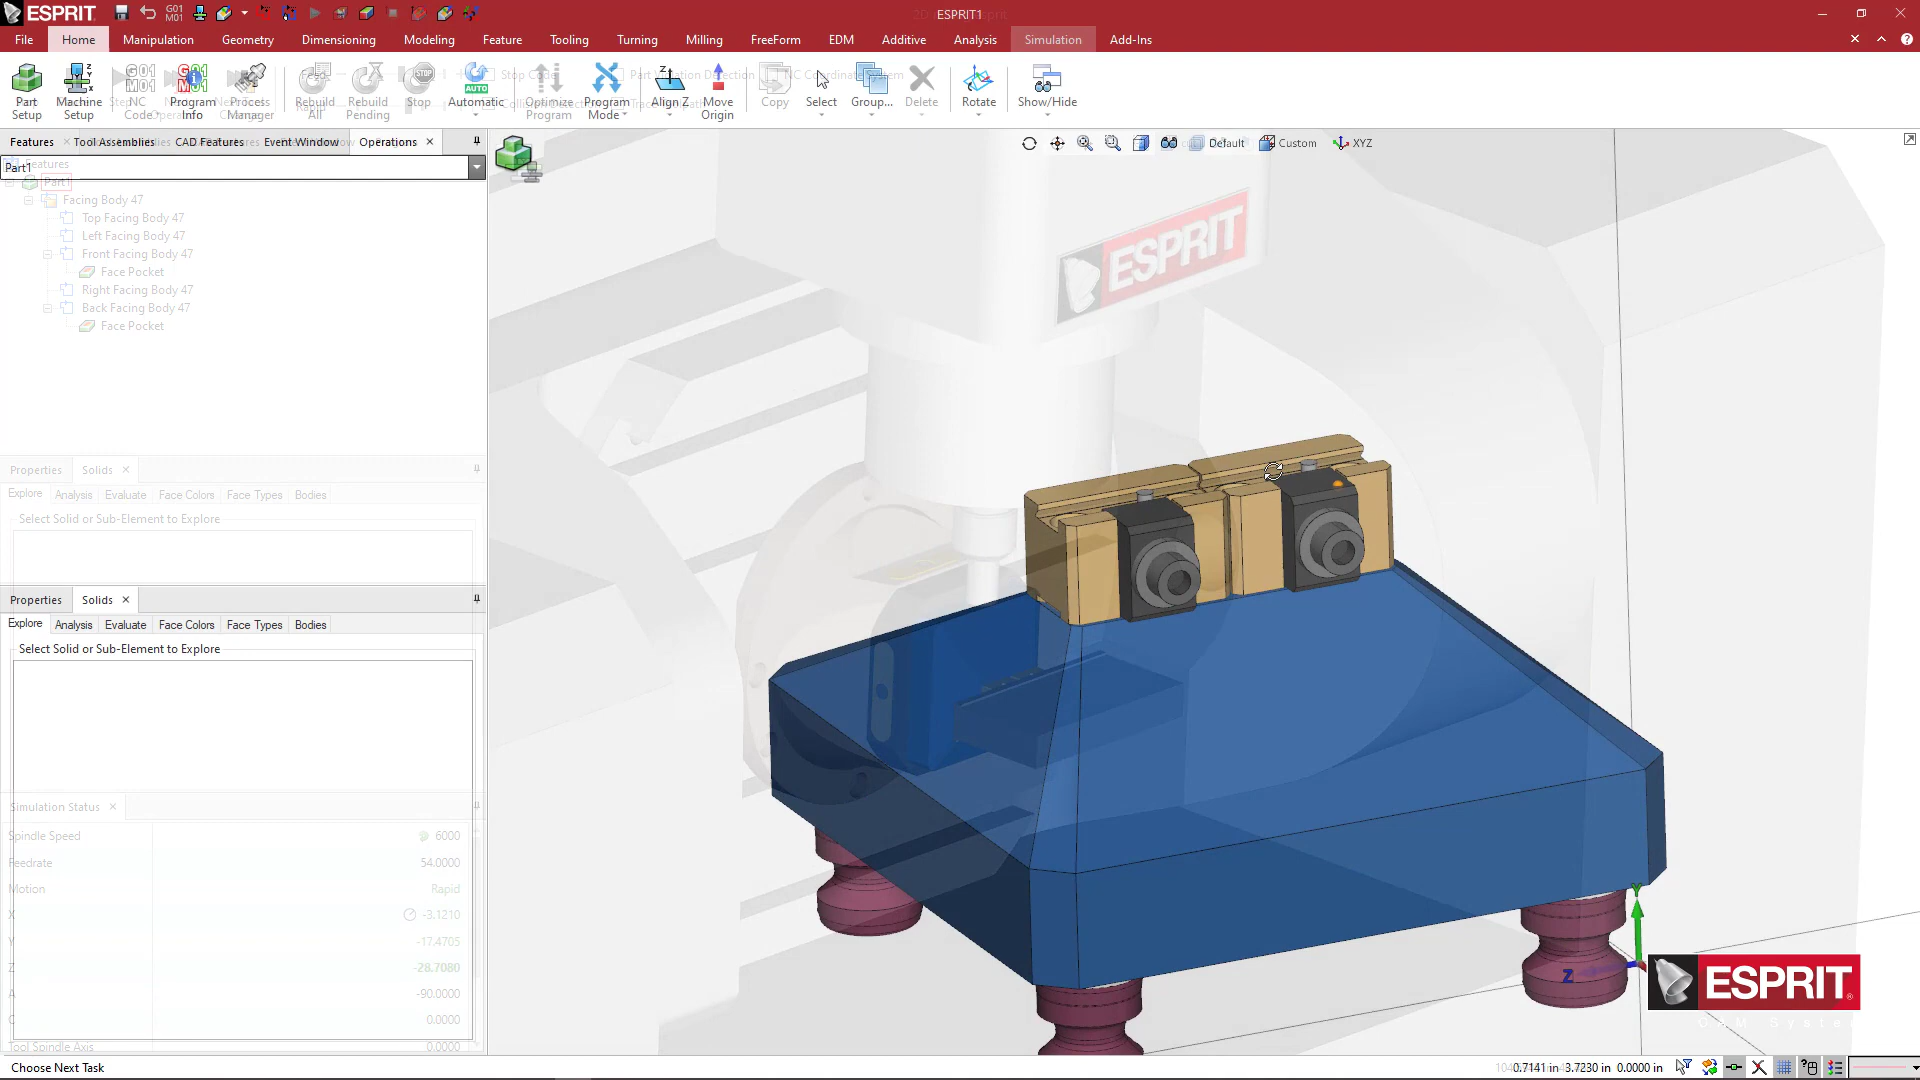 ESPRIT
G01
M01
ESPRIT1
File
Home
Manipulation
Geometry
Dimensioning
Modeling
Feature
Tooling
Turning
Milling
FreeForm
EDM
Additive
Analysis
Simulation
Add-Ins
Part Setup
Machine Setup
NC Code
Program Info
Process Manager
Rebuild All
Rebuild Pending
Stop
Automatic
Optimize Program
Program Mode
Align Z
Move Origin
Copy
Select
Group...
Delete
Rotate
Show/Hide
Features
Tool Assemblies
CAD Features
Event Window
Operations
Part1
Features
Part1
Facing Body 47
Top Facing Body 47
Left Facing Body 47
Front Facing Body 47
Face Pocket
Right Facing Body 47
Back Facing Body 47
Face Pocket
Properties
Solids
Explore
Analysis
Evaluate
Face Colors
Face Types
Bodies
Select Solid or Sub-Element to Explore
Properties
Solids
Explore
Analysis
Evaluate
Face Colors
Face Types
Bodies
Select Solid or Sub-Element to Explore
Simulation Status
Spindle Speed 6000
Feedrate 54.0000
Motion Rapid
X -3.1210
Y -17.4705
Z -28.7080
A -90.0000
C 0.0000
Tool Spindle Axis 0.0000
Default
Custom
XYZ
ESPRIT
Y
Z
ESPRIT
Choose Next Task
0.7141 in 3.7230 in 0.0000 in